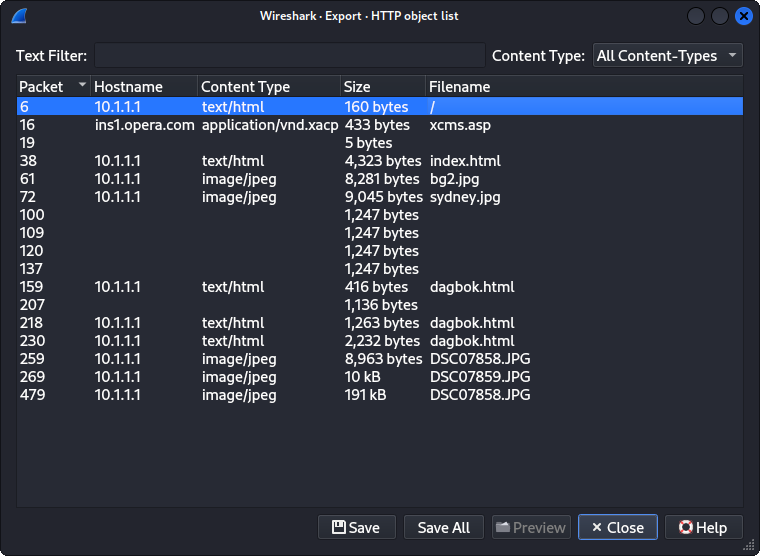 Wireshark · Export · HTTP object list
Text Filter: Content Type: All Content-Types
Packet Hostname Content Type Size Filename
6 10.1.1.1 text/html 160 bytes /
16 ins1.opera.com application/vnd.xacp 433 bytes xcms.asp
19 5 bytes
38 10.1.1.1 text/html 4,323 bytes index.html
61 10.1.1.1 image/jpeg 8,281 bytes bg2.jpg
72 10.1.1.1 image/jpeg 9,045 bytes sydney.jpg
100 1,247 bytes
109 1,247 bytes
120 1,247 bytes
137 1,247 bytes
159 10.1.1.1 text/html 416 bytes dagbok.html
207 1,136 bytes
218 10.1.1.1 text/html 1,263 bytes dagbok.html
230 10.1.1.1 text/html 2,232 bytes dagbok.html
259 10.1.1.1 image/jpeg 8,963 bytes DSC07858.JPG
269 10.1.1.1 image/jpeg 10 kB DSC07859.JPG
479 10.1.1.1 image/jpeg 191 kB DSC07858.JPG
Save Save All Preview Close Help